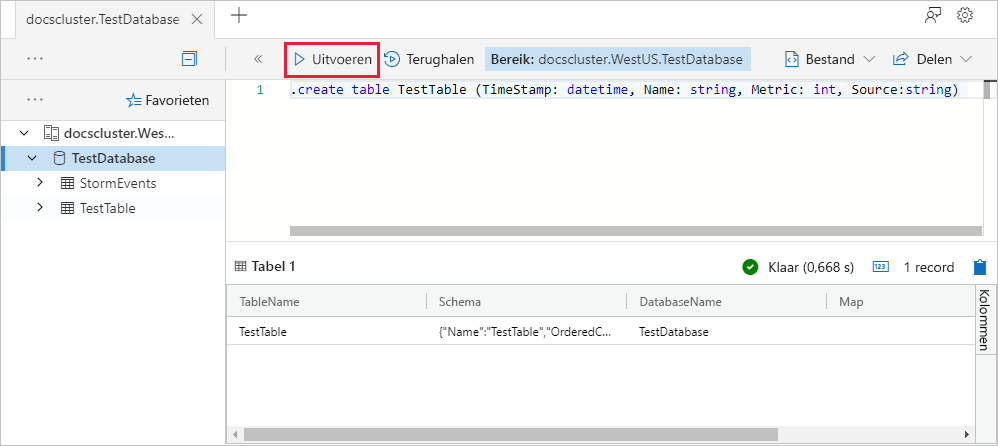 docscluster.TestDatabase
Uitvoeren
Terughalen
Bereik: docscluster.WestUS.TestDatabase
Bestand
Delen
Favorieten
docscluster.Wes...
TestDatabase
StormEvents
TestTable
1 .create table TestTable (TimeStamp: datetime, Name: string, Metric: int, Source:string)
Tabel 1
Klaar (0,668 s)
123
1 record
TableName Schema DatabaseName Map
TestTable {"Name":"TestTable","OrderedC... TestDatabase
Kolommen